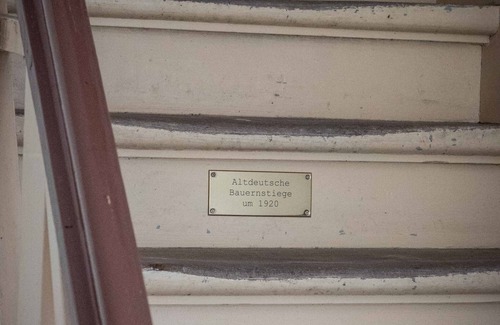 Altdeutsche
Bauernstiege
um 1920